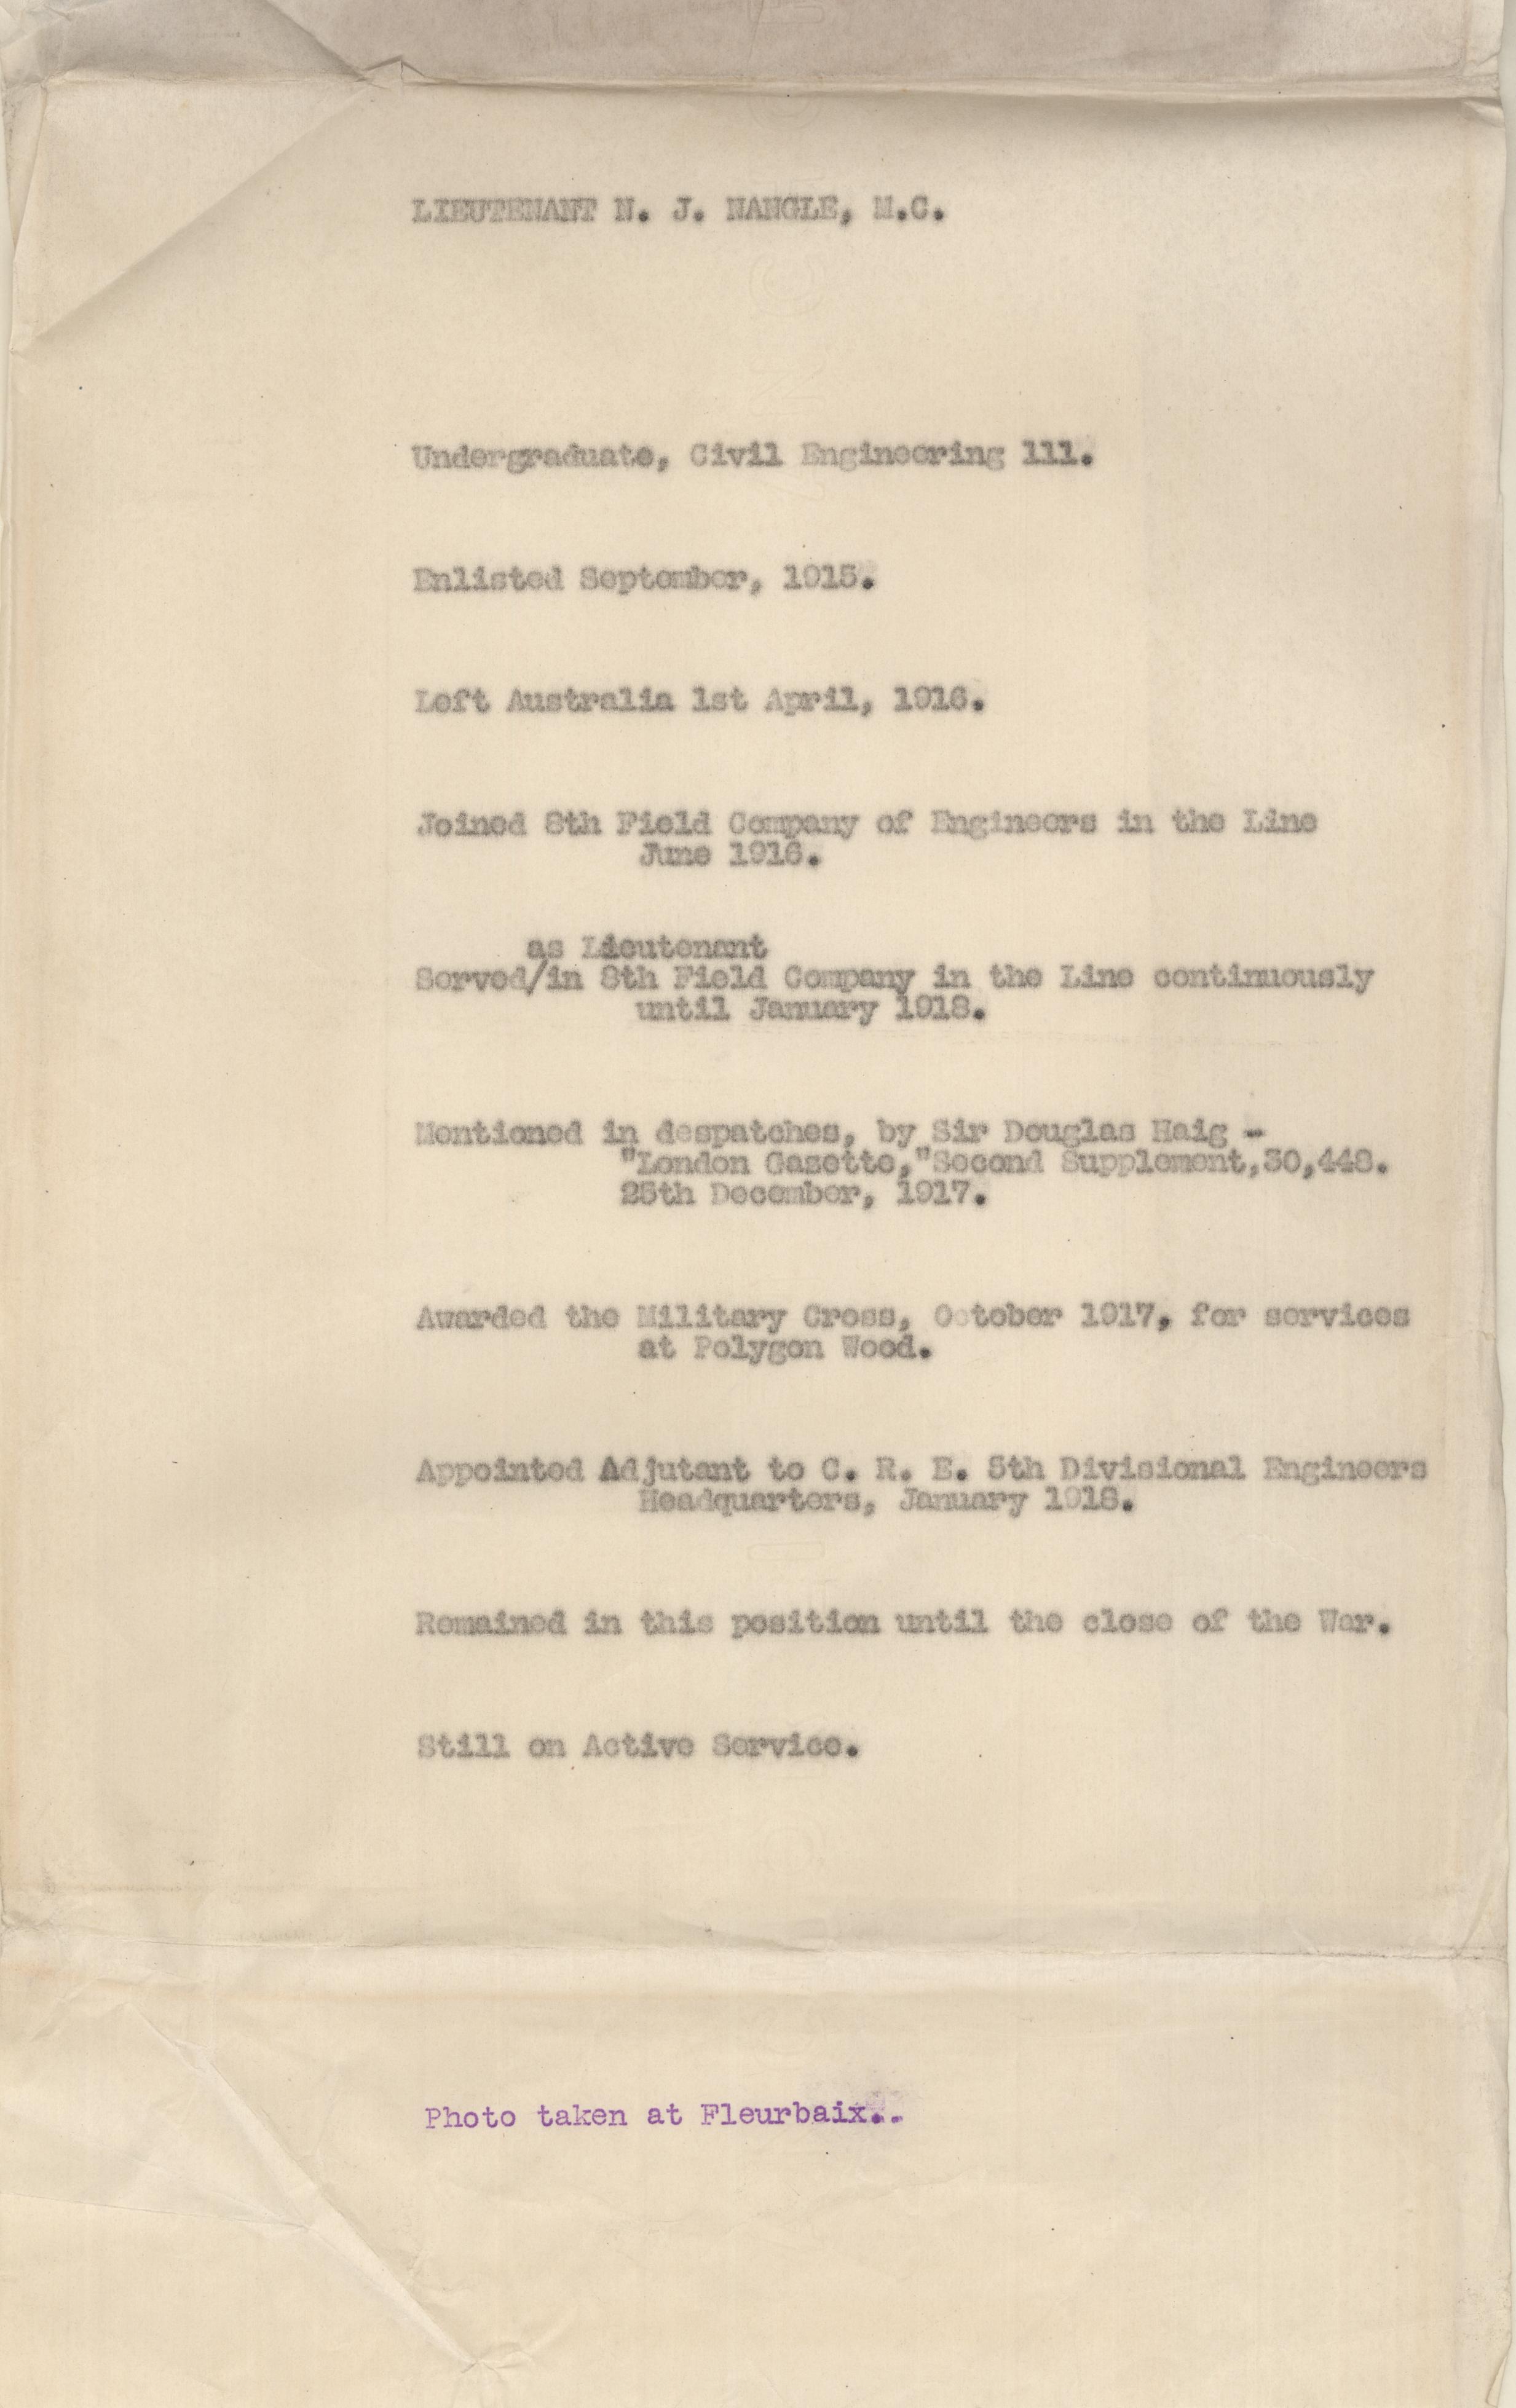 LIEUTENANT N. J. NANGLE, M.C.
Undergraduate, Civil Engineering 111.
Enlisted September, 1915.
Left Australia 1st April, 1916.
Joined 8th Field Company of Engineers in the Line
June 1916.
as Lieutenant
Served/in 8th Field Company in the Line continuously
until January 1918.
Mentioned in despatches, by Sir Douglas Haig -
"London Gazette,"Second Supplement,30,448.
25th December, 1917.
Awarded the Military Cross, October 1917, for services
at Polygon Wood.
Appointed Adjutant to C. R. E. 5th Divisional Engineers
Headquarters, January 1918.
Remained in this position until the close of the War.
Still on Active Service.
Photo taken at Fleurbaix..